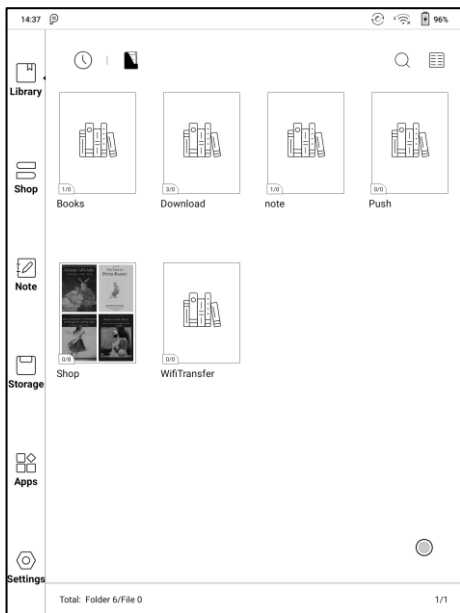 14:37 96%
Library
Shop
Note
Storage
Apps
Settings
1/0 3/0 1/0 0/0
Books Download note Push
0/8 0/0
Shop WifiTransfer
Total: Folder 6/File 0 1/1